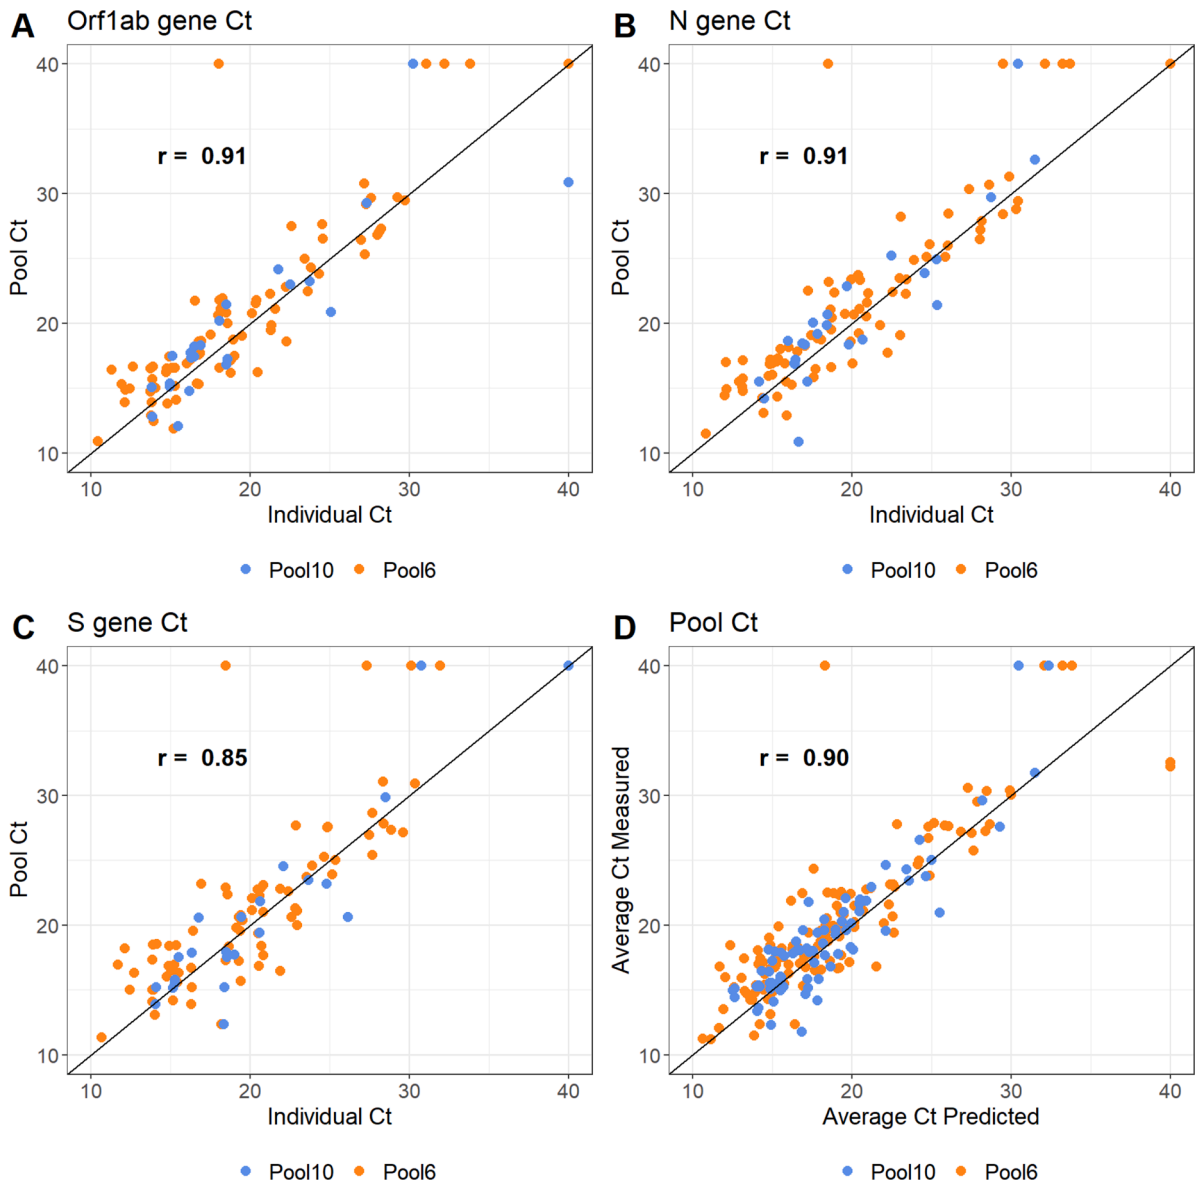 A Orf1ab gene Ct
40
30
20
10
r = 0.91
Pool Ct
10 20 30 40
Individual Ct
Pool10 Pool6
B N gene Ct
40
30
20
10
r = 0.91
Pool Ct
10 20 30 40
Individual Ct
Pool10 Pool6
C S gene Ct
40
30
20
10
r = 0.85
Pool Ct
10 20 30 40
Individual Ct
Pool10 Pool6
D Pool Ct
40
30
20
10
r = 0.90
Average Ct Measured
10 20 30 40
Average Ct Predicted
Pool10 Pool6